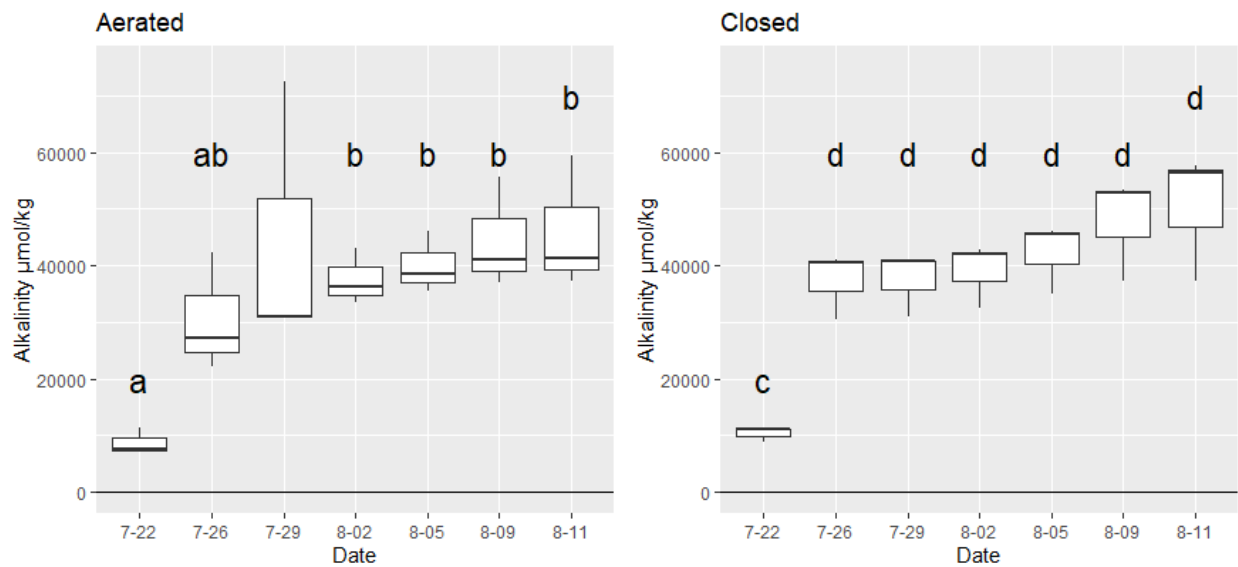 Aerated
Alkalinity µmol/kg
60000
40000
20000
0
a
ab
b
b
b
b
7-22
7-26
7-29
8-02
8-05
8-09
8-11
Date
Closed
Alkalinity µmol/kg
60000
40000
20000
0
c
d
d
d
d
d
d
7-22
7-26
7-29
8-02
8-05
8-09
8-11
Date